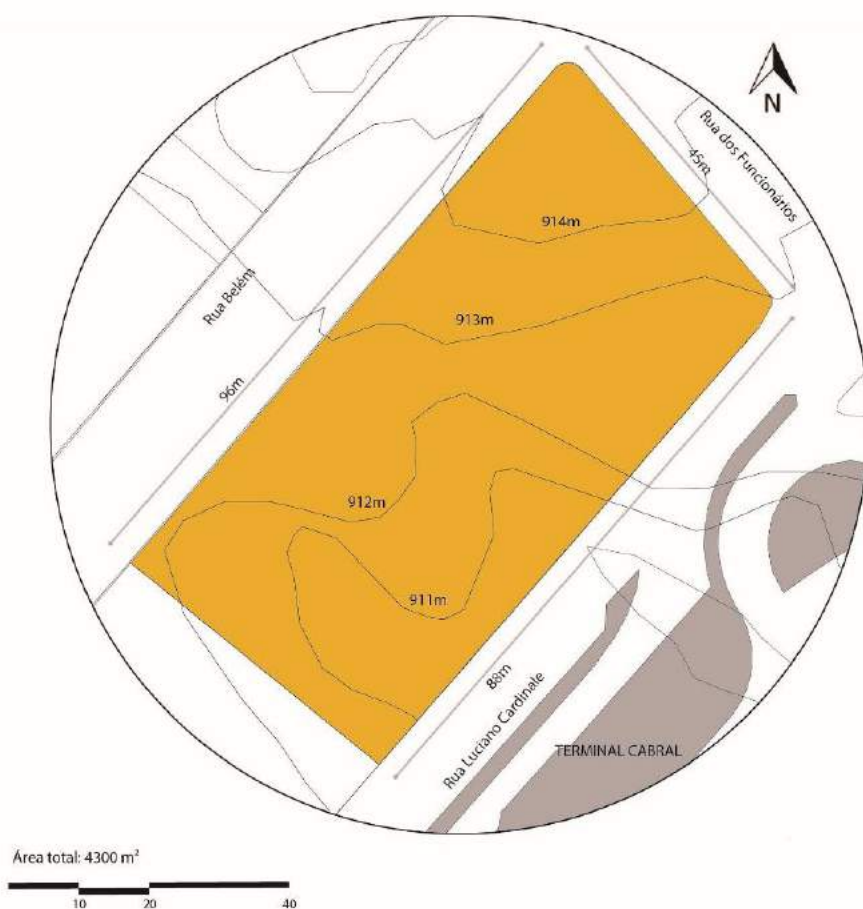 N
Rua dos Funcionários
45m
914m
Rua Belém
913m
96m
912m
911m
88m
Rua Luciano Cardinale
TERMINAL CABRAL
Área total: 4300 m²
10 20 40